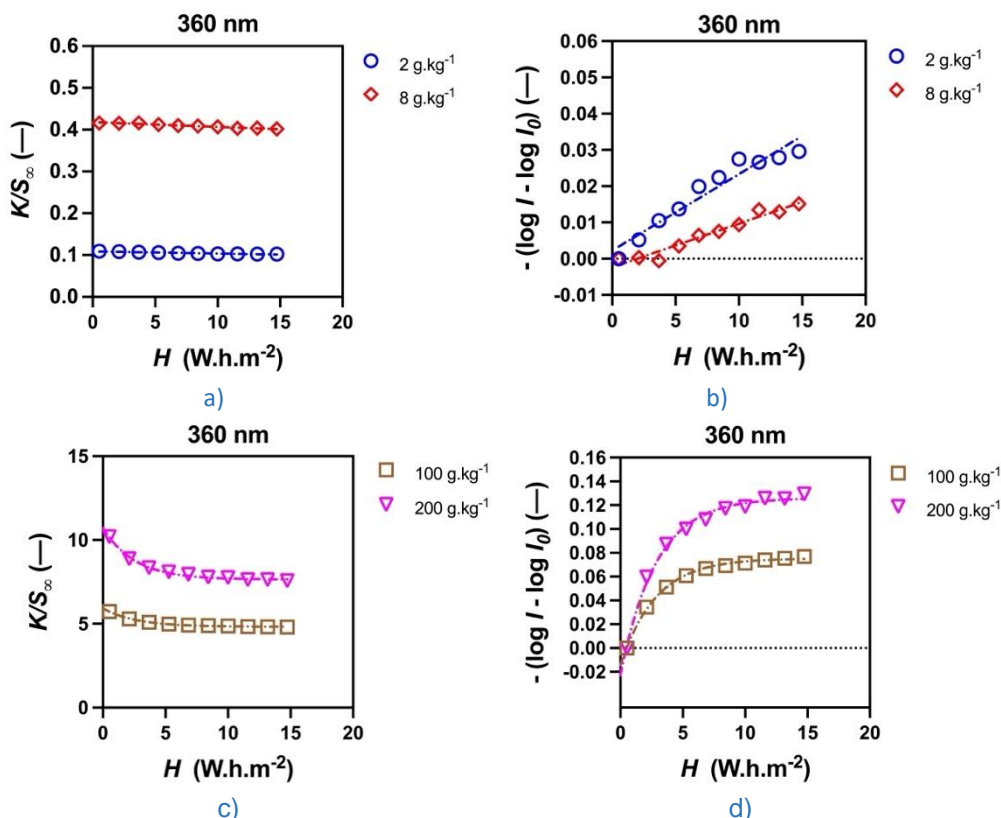 360 nm
K/S∞ (—)
0.6
0.5
0.4
0.3
0.2
0.1
0.0
0 5 10 15 20
H (W.h.m⁻²)
2 g.kg⁻¹
8 g.kg⁻¹
a)
360 nm
- (log I - log I₀) (—)
0.06
0.05
0.04
0.03
0.02
0.01
0.00
-0.01
0 5 10 15 20
H (W.h.m⁻²)
2 g.kg⁻¹
8 g.kg⁻¹
b)
360 nm
K/S∞ (—)
15
10
5
0
0 5 10 15 20
H (W.h.m⁻²)
100 g.kg⁻¹
200 g.kg⁻¹
c)
360 nm
- (log I - log I₀) (—)
0.16
0.14
0.12
0.10
0.08
0.06
0.04
0.02
0.00
-0.02
0 5 10 15 20
H (W.h.m⁻²)
100 g.kg⁻¹
200 g.kg⁻¹
d)